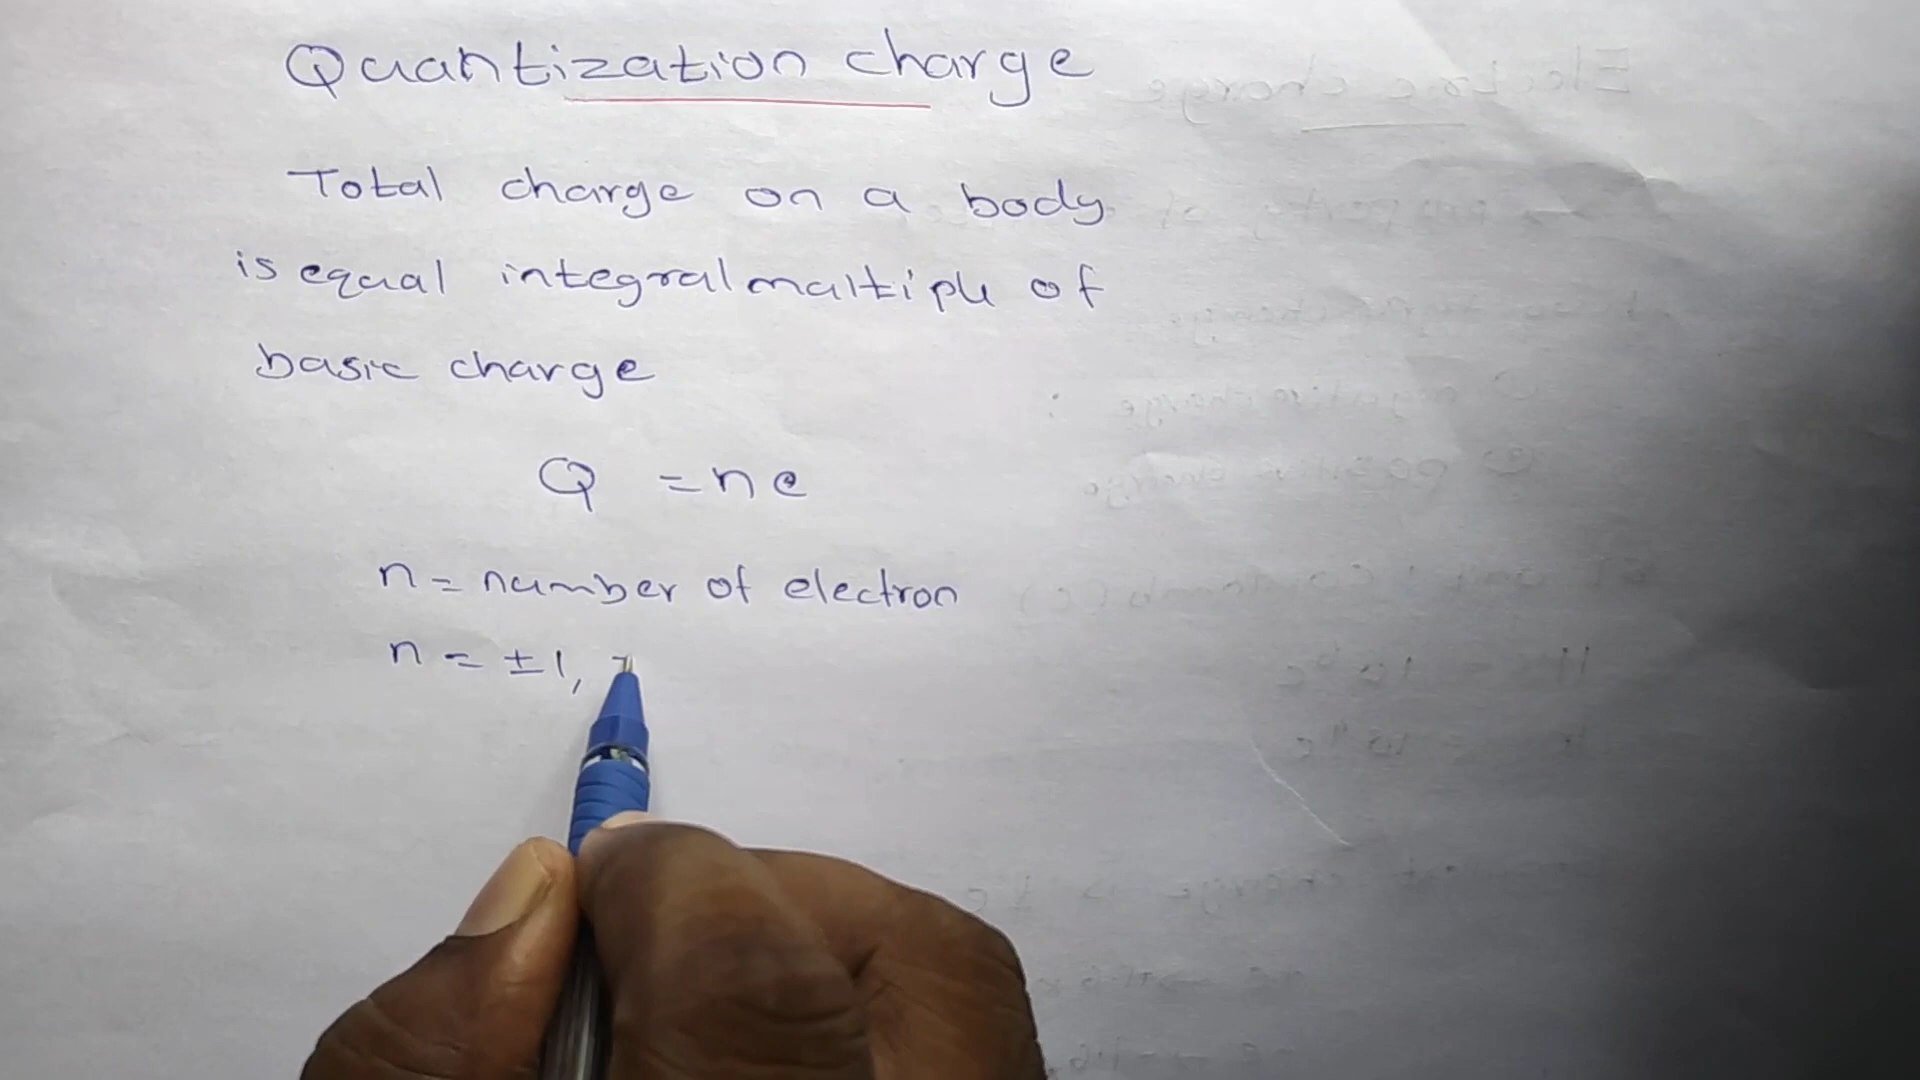 Quantization charge
Total charge on a body
is equal integral multiple of
basic charge
Q = ne
n = number of electron
n = ±1,